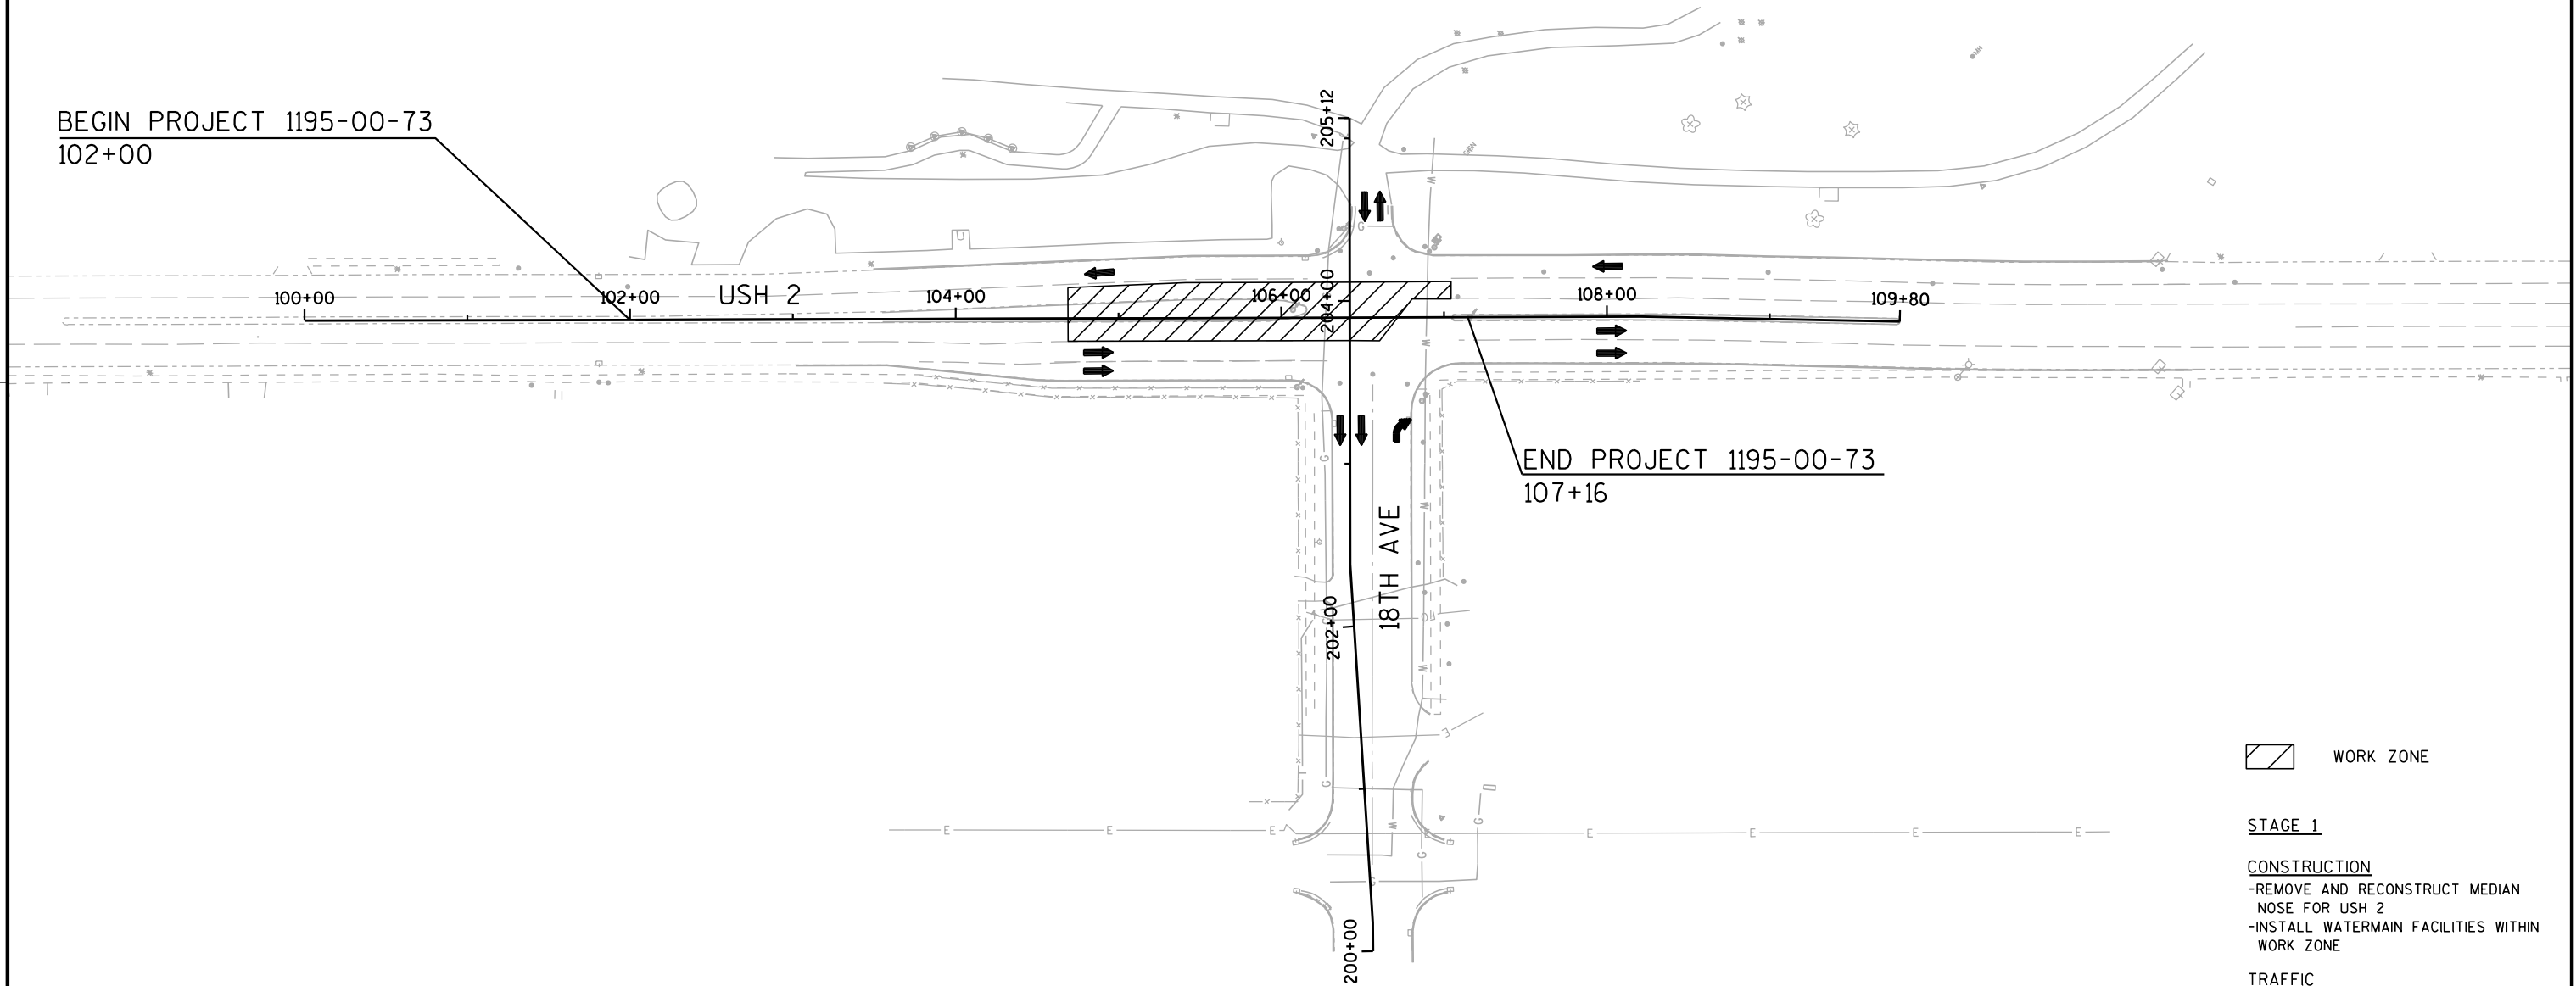 BEGIN PROJECT 1195-00-73
102+00
205+12
100+00
102+00
USH 2
104+00
106+00
204+00
108+00
109+80
END PROJECT 1195-00-73
107+16
18TH AVE
202+00
200+00
G
W
W
G
W
G
W
E
G
W
G
G
G
E
E
E
E
E
E
E
WORK ZONE
STAGE 1
CONSTRUCTION
-REMOVE AND RECONSTRUCT MEDIAN
NOSE FOR USH 2
-INSTALL WATERMAIN FACILITIES WITHIN
WORK ZONE
TRAFFIC